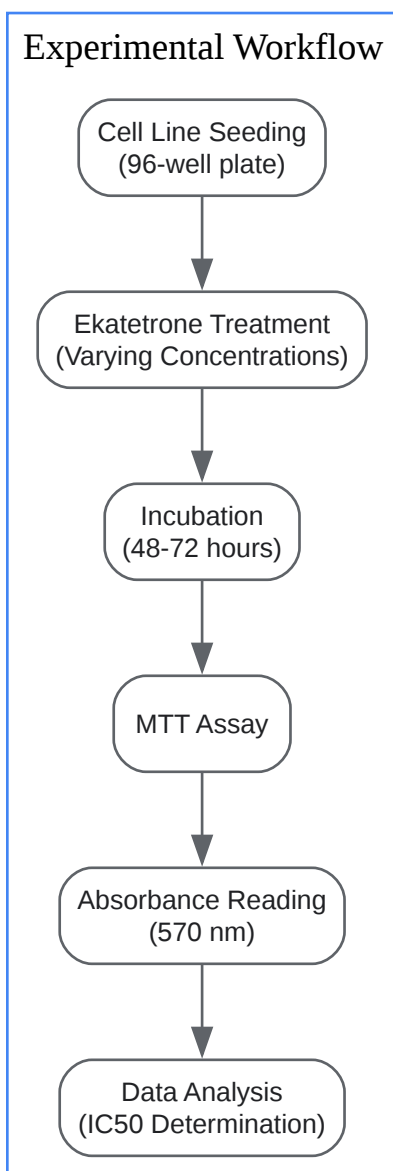 Experimental Workflow
Cell Line Seeding
(96-well plate)
Ekatetrone Treatment
(Varying Concentrations)
Incubation
(48-72 hours)
MTT Assay
Absorbance Reading
(570 nm)
Data Analysis
(IC50 Determination)